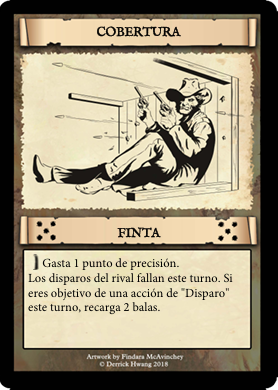 COBERTURA
FINTA
Gasta 1 punto de precisión.
Los disparos del rival fallan este turno. Si
eres objetivo de una acción de "Disparo"
este turno, recarga 2 balas.
Artwork by Findara McAvinchey
© Derrick Hwang 2018